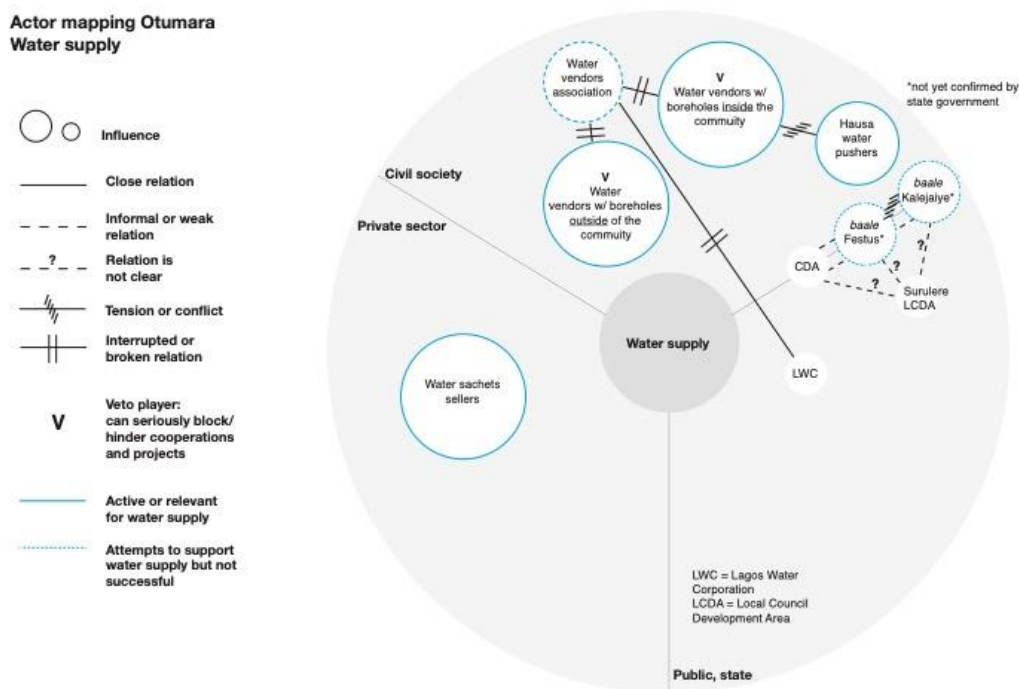 Actor mapping Otumara
Water supply
Influence
Close relation
Informal or weak
relation
?
Relation is
not clear
Tension or conflict
Interrupted or
broken relation
V
Veto player:
can seriously block/
hinder cooperations
and projects
Active or relevant
for water supply
Attempts to support
water supply but not
successful
Civil society
Private sector
Public, state
Water supply
Water
vendors
association
V
Water vendors w/
boreholes inside the
commuity
V
Water
vendors w/ boreholes
outside of the
commuity
Hausa
water
pushers
*not yet confirmed by
state government
baale
Kalejaiye*
baale
Festus*
?
?
?
CDA
Surulere
LCDA
LWC
Water sachets
sellers
LWC = Lagos Water
Corporation
LCDA = Local Council
Development Area